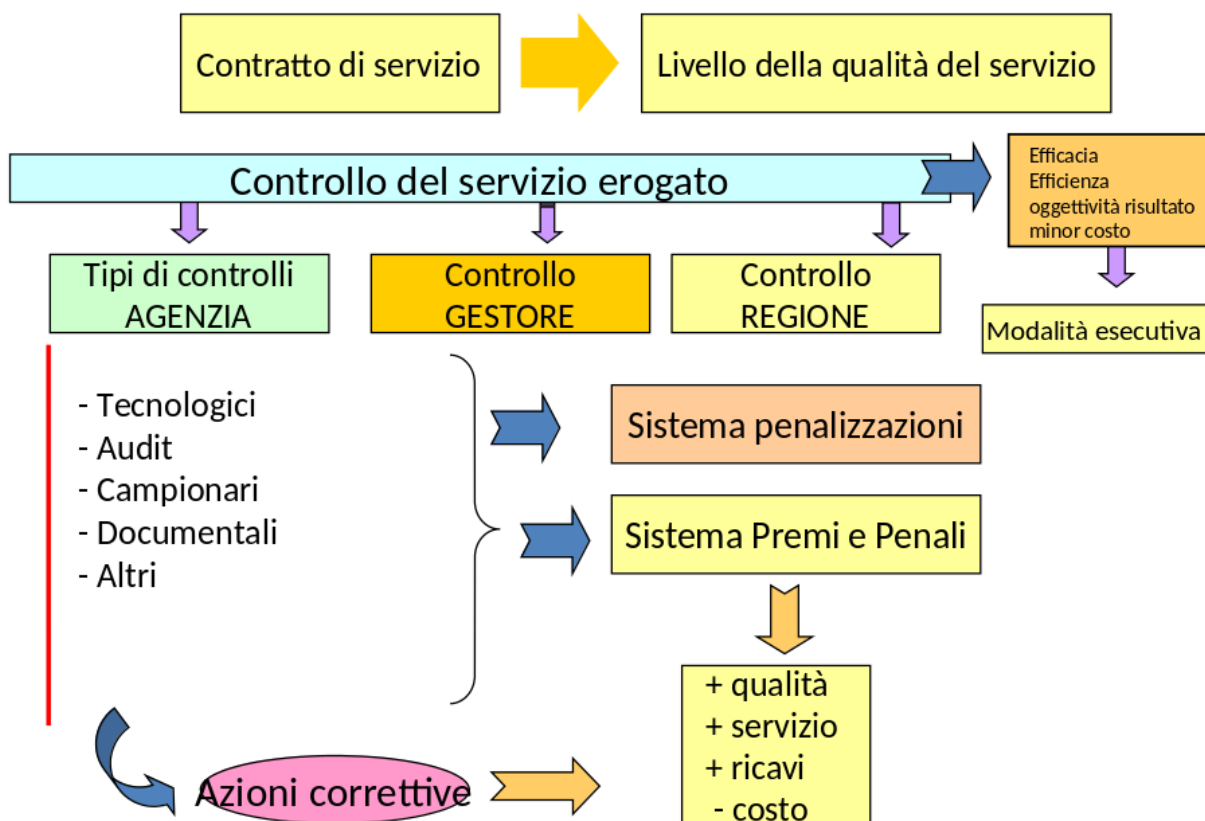 Contratto di servizio
Livello della qualità del servizio
Controllo del servizio erogato
Efficacia
Efficienza
oggettività risultato
minor costo
Tipi di controlli
AGENZIA
Controllo
GESTORE
Controllo
REGIONE
Modalità esecutiva
- Tecnologici
- Audit
- Campionari
- Documentali
- Altri
Sistema penalizzazioni
Sistema Premi e Penali
+ qualità
+ servizio
+ ricavi
- costo
Azioni correttive